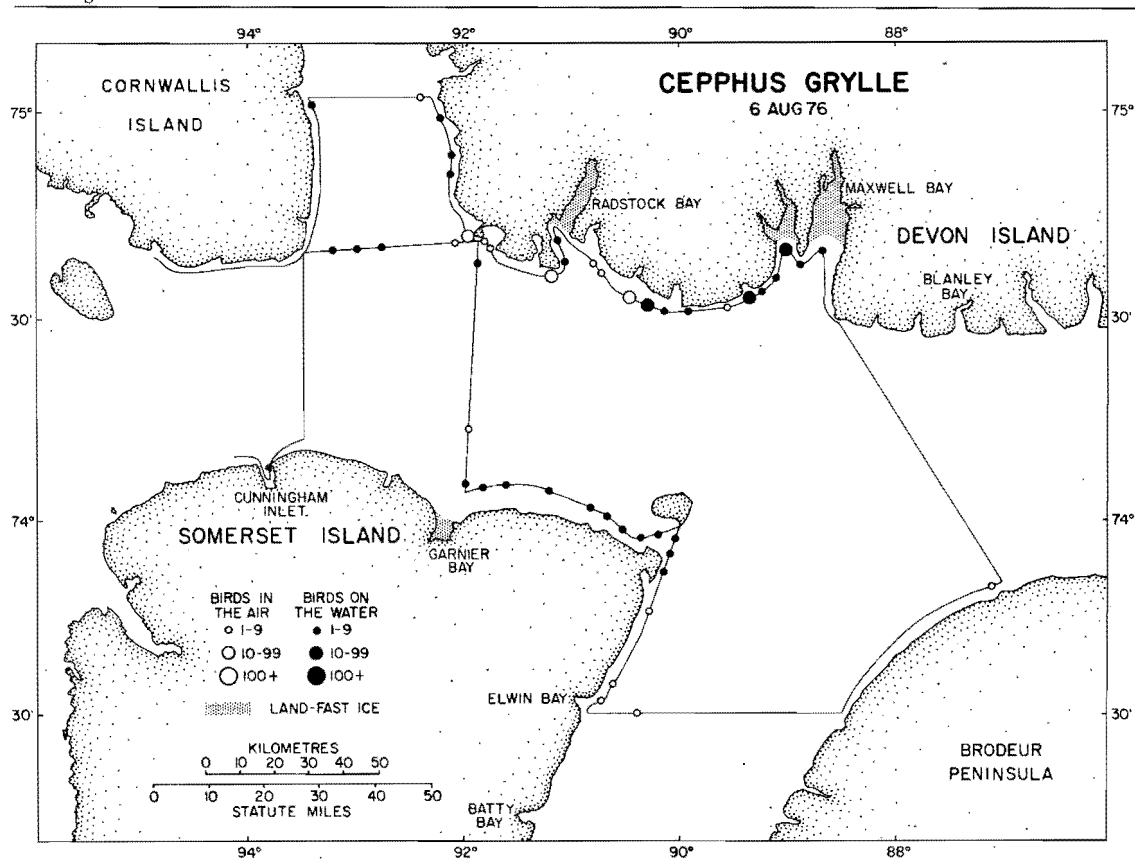 94° 92° 90° 88°
CORNWALLIS
ISLAND
CEPPHUS GRYLLE
6 AUG 76
75° 75°
RADSTOCK BAY
MAXWELL BAY
DEVON ISLAND
BLANLEY
BAY
30' 30'
CUNNINGHAM
INLET
74° 74°
SOMERSET ISLAND
GARNIER
BAY
BIRDS IN
THE AIR
BIRDS ON
THE WATER
1-9 1-9
10-99 10-99
100+ 100+
LAND-FAST ICE
ELWIN BAY
30' 30'
KILOMETRES
0 10 20 30 40 50
0 10 20 30 40 50
STATUTE MILES
BRODEUR
PENINSULA
BATTY
BAY
94° 92° 90° 88°